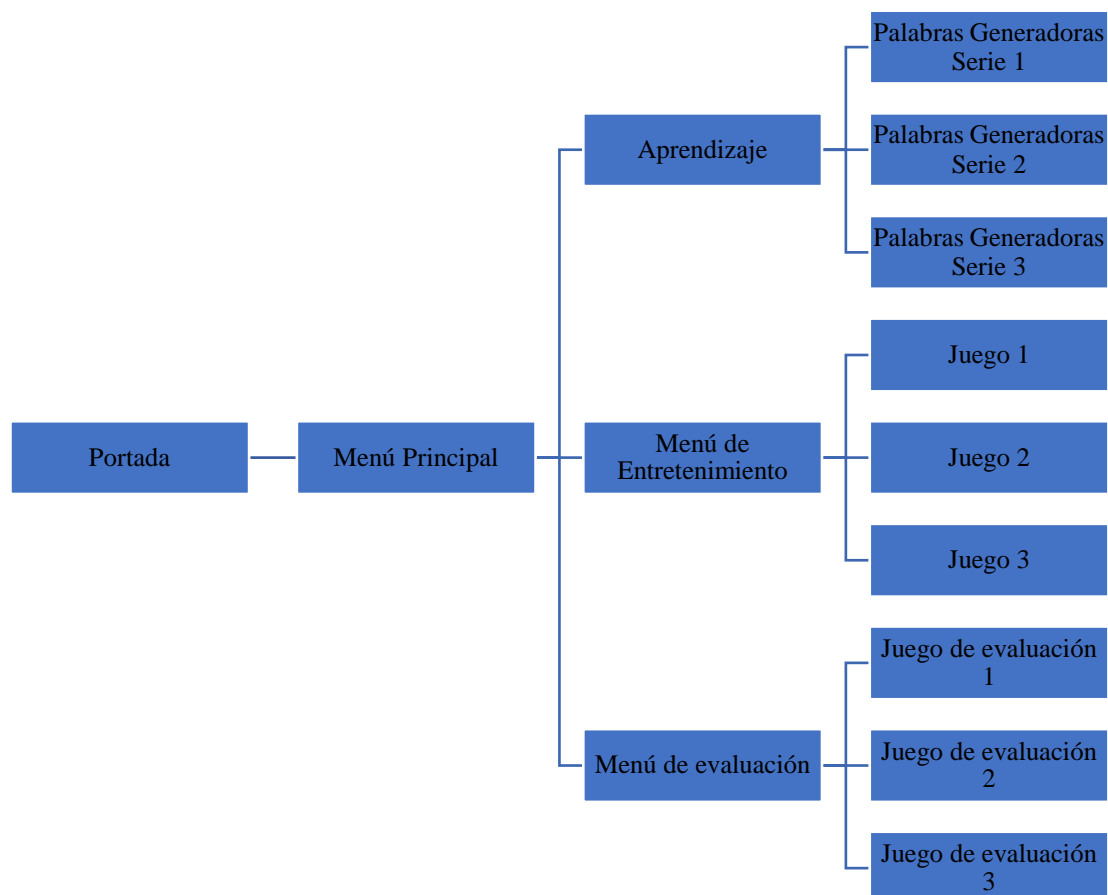 Portada
Menú Principal
Aprendizaje
Palabras Generadoras
Serie 1
Palabras Generadoras
Serie 2
Palabras Generadoras
Serie 3
Menú de
Entretenimiento
Juego 1
Juego 2
Juego 3
Menú de evaluación
Juego de evaluación
1
Juego de evaluación
2
Juego de evaluación
3